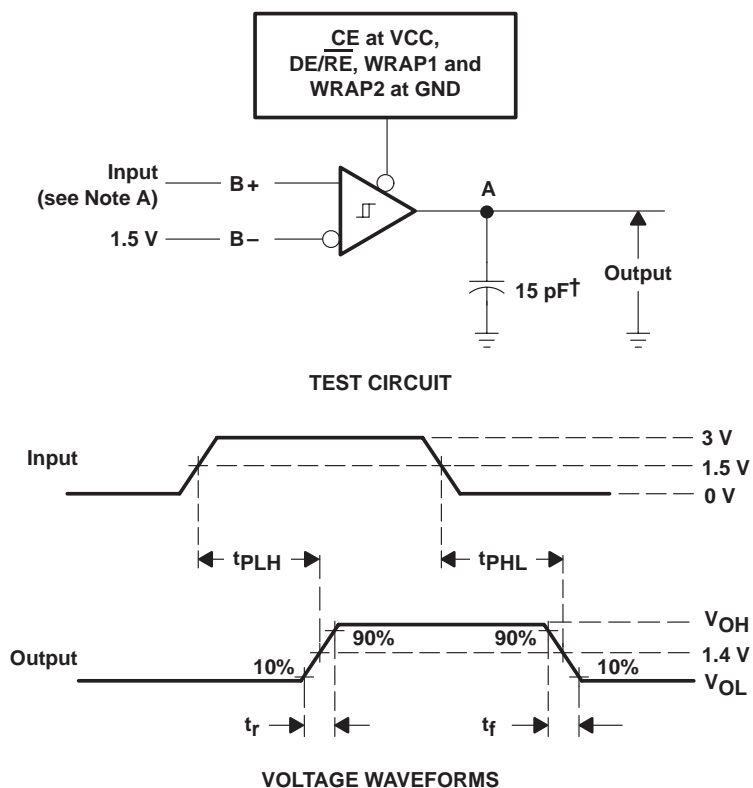 CE at VCC,
DE/RE, WRAP1 and
WRAP2 at GND
Input
(see Note A)
B+
1.5 V
B−
A
Output
15 pF†
TEST CIRCUIT
Input
3 V
1.5 V
0 V
tPLH
tPHL
Output
10%
90%
90%
10%
VOH
1.4 V
VOL
tr
tf
VOLTAGE WAVEFORMS